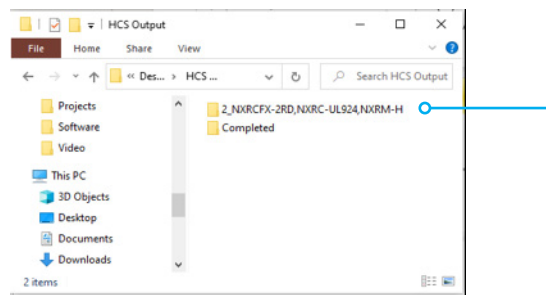 HCS Output
File Home Share View
« Des... > HCS ... Search HCS Output
Projects
Software
Video
This PC
3D Objects
Desktop
Documents
Downloads
2_NXRCFX-2RD,NXRC-UL924,NXRM-H
Completed
2 items